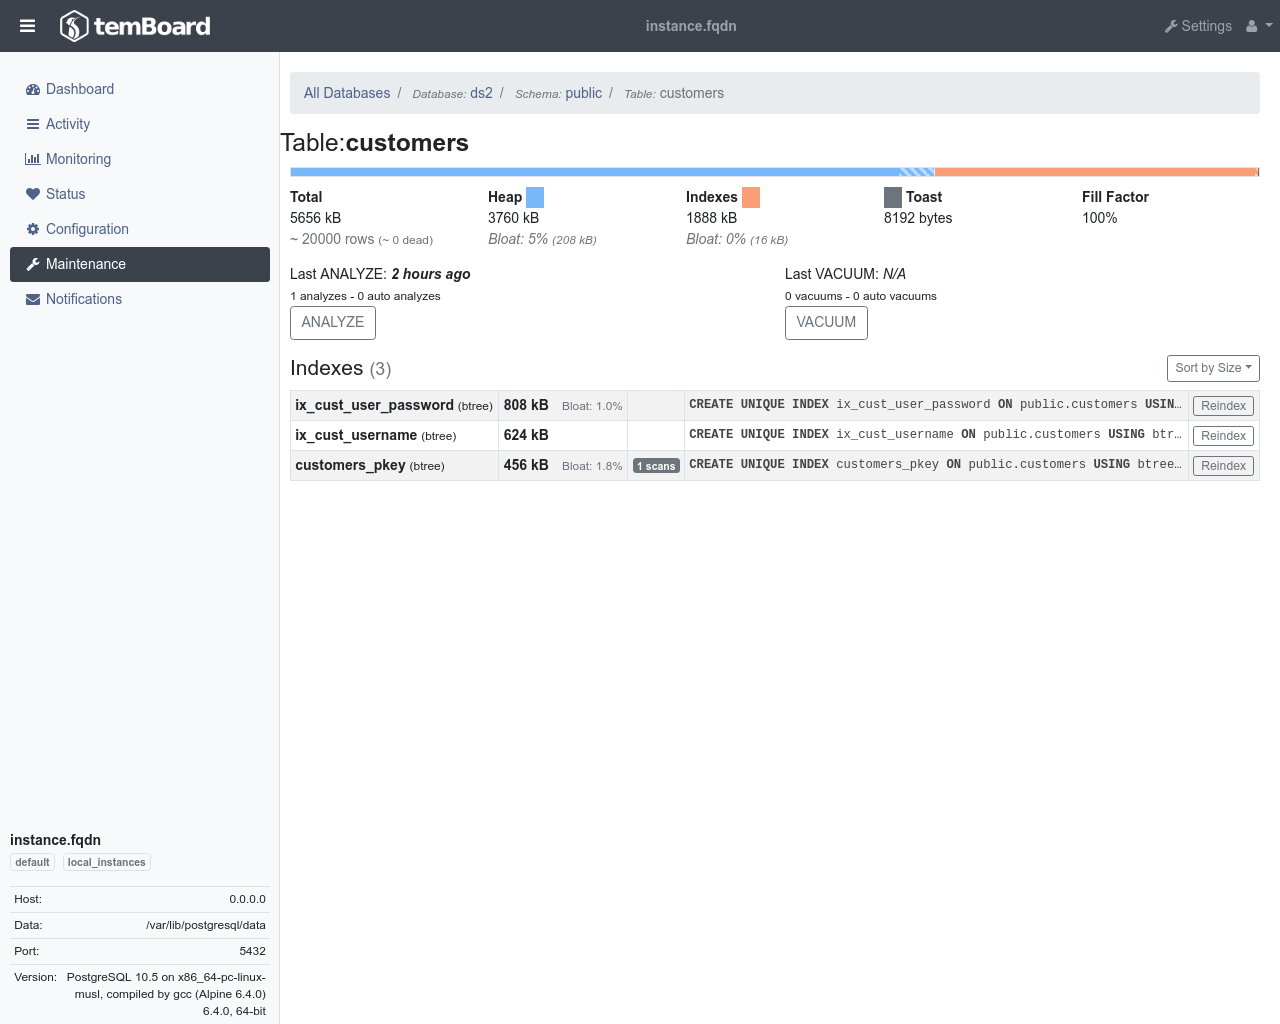 temBoard
instance.fqdn
Settings
Dashboard
Activity
Monitoring
Status
Configuration
Maintenance
Notifications
All Databases / Database: ds2 / Schema: public / Table: customers
Table:customers
Total Heap Indexes Toast Fill Factor
5656 kB 3760 kB 1888 kB 8192 bytes 100%
~ 20000 rows (~ 0 dead) Bloat: 5% (208 kB) Bloat: 0% (16 kB)
Last ANALYZE: 2 hours ago Last VACUUM: N/A
1 analyzes - 0 auto analyzes 0 vacuums - 0 auto vacuums
ANALYZE VACUUM
Indexes (3) Sort by Size
ix_cust_user_password (btree) 808 kB Bloat: 1.0% CREATE UNIQUE INDEX ix_cust_user_password ON public.customers USIN… Reindex
ix_cust_username (btree) 624 kB CREATE UNIQUE INDEX ix_cust_username ON public.customers USING btr… Reindex
customers_pkey (btree) 456 kB Bloat: 1.8% 1 scans CREATE UNIQUE INDEX customers_pkey ON public.customers USING btree… Reindex
instance.fqdn
default local_instances
Host: 0.0.0.0
Data: /var/lib/postgresql/data
Port: 5432
Version: PostgreSQL 10.5 on x86_64-pc-linux-
musl, compiled by gcc (Alpine 6.4.0)
6.4.0, 64-bit